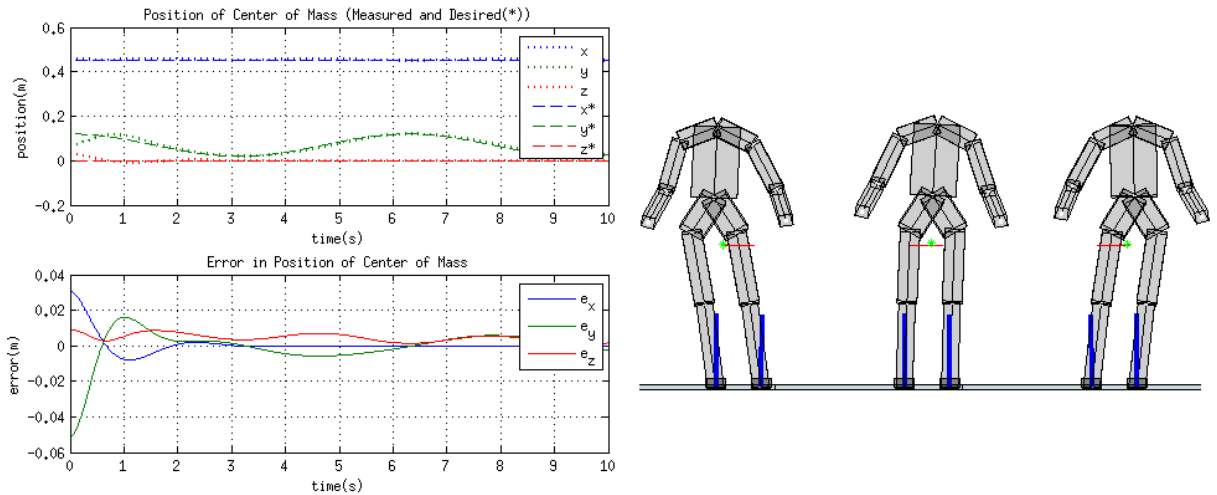 Position of Center of Mass (Measured and Desired(*))
position(m)
0.6
0.4
0.2
0
-0.2
x
y
z
x*
y*
z*
0 1 2 3 4 5 6 7 8 9 10
time(s)
Error in Position of Center of Mass
error(m)
0.04
0.02
0
-0.02
-0.04
-0.06
e_x
e_y
e_z
0 1 2 3 4 5 6 7 8 9 10
time(s)